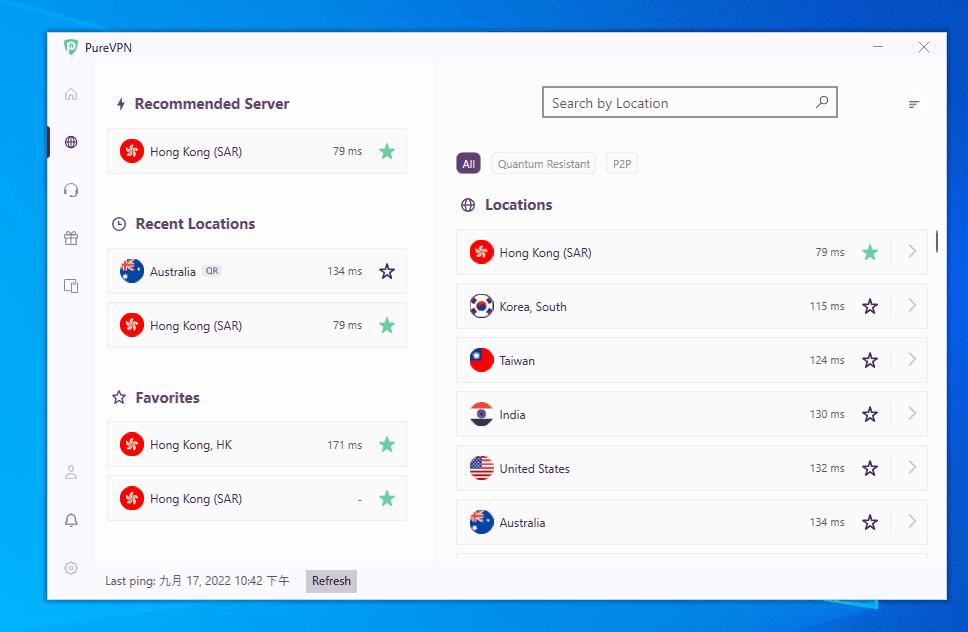 PureVPN
Recommended Server
Hong Kong (SAR) 79 ms
Recent Locations
Australia QR 134 ms
Hong Kong (SAR) 79 ms
Favorites
Hong Kong, HK 171 ms
Hong Kong (SAR) -
Last ping: 九月 17, 2022 10:42 下午 Refresh
Search by Location
All Quantum Resistant P2P
Locations
Hong Kong (SAR) 79 ms
Korea, South 115 ms
Taiwan 124 ms
India 130 ms
United States 132 ms
Australia 134 ms